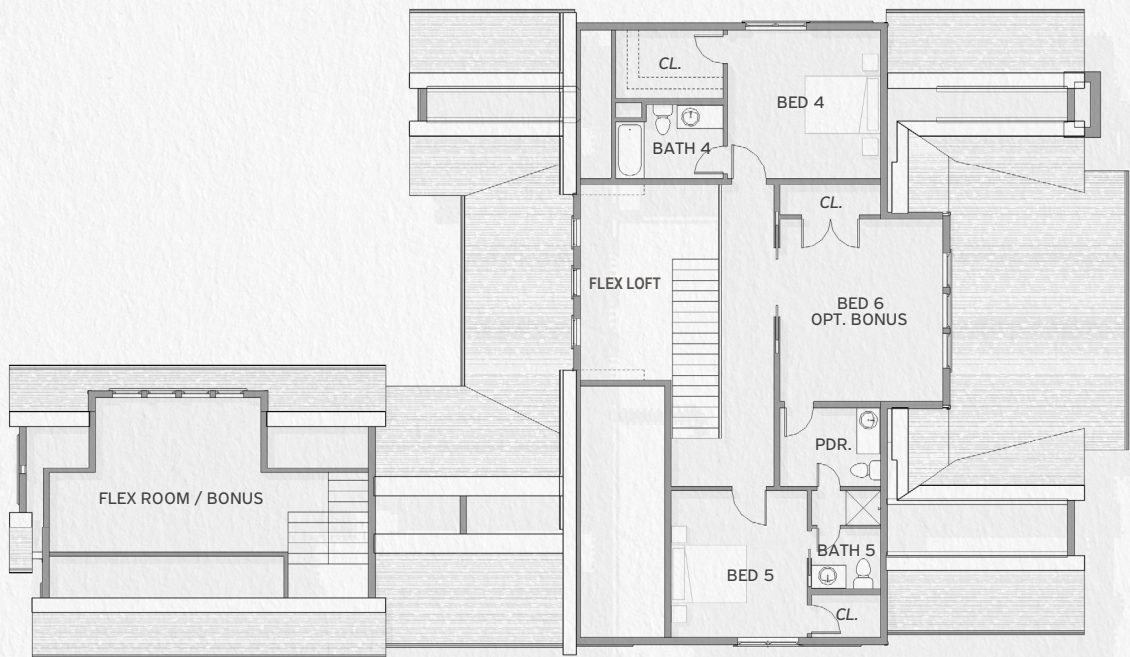 CL.
BED 4
BATH 4
CL.
FLEX LOFT
BED 6
OPT. BONUS
PDR.
FLEX ROOM / BONUS
BATH 5
BED 5
CL.